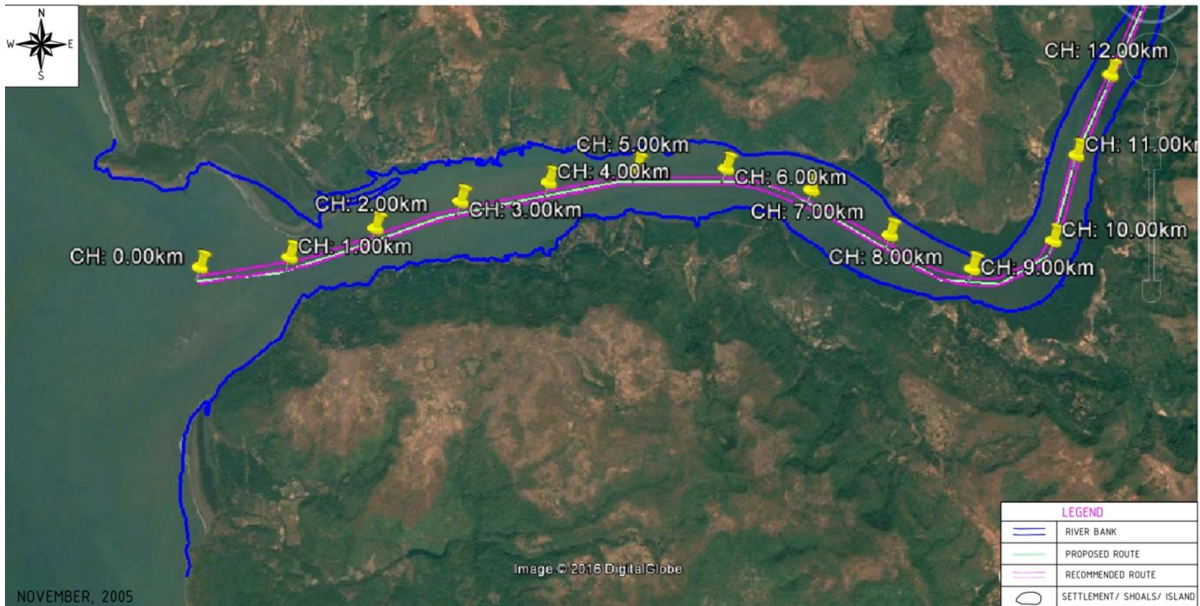 N
W E
S
CH: 12.00km
CH: 11.00k
CH: 5.00km
CH: 4.00km
CH: 6.00km
CH: 2.00km
CH: 3.00km
CH: 7.00km
CH: 10.00km
CH: 0.00km
CH: 1.00km
CH: 8.00km
CH: 9.00km
LEGEND
RIVER BANK
PROPOSED ROUTE
RECOMMENDED ROUTE
SETTLEMENT/ SHOALS/ ISLAND
Image © 2016 DigitalGlobe
NOVEMBER, 2005